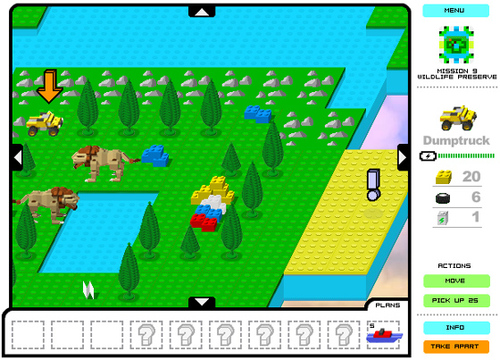 MENU
MISSION 9
WILDLIFE PRESERVE
Dumptruck
20
6
1
ACTIONS
MOVE
PICK UP 25
INFO
TAKE APART
PLANS
? ? ? ? ? ?
5